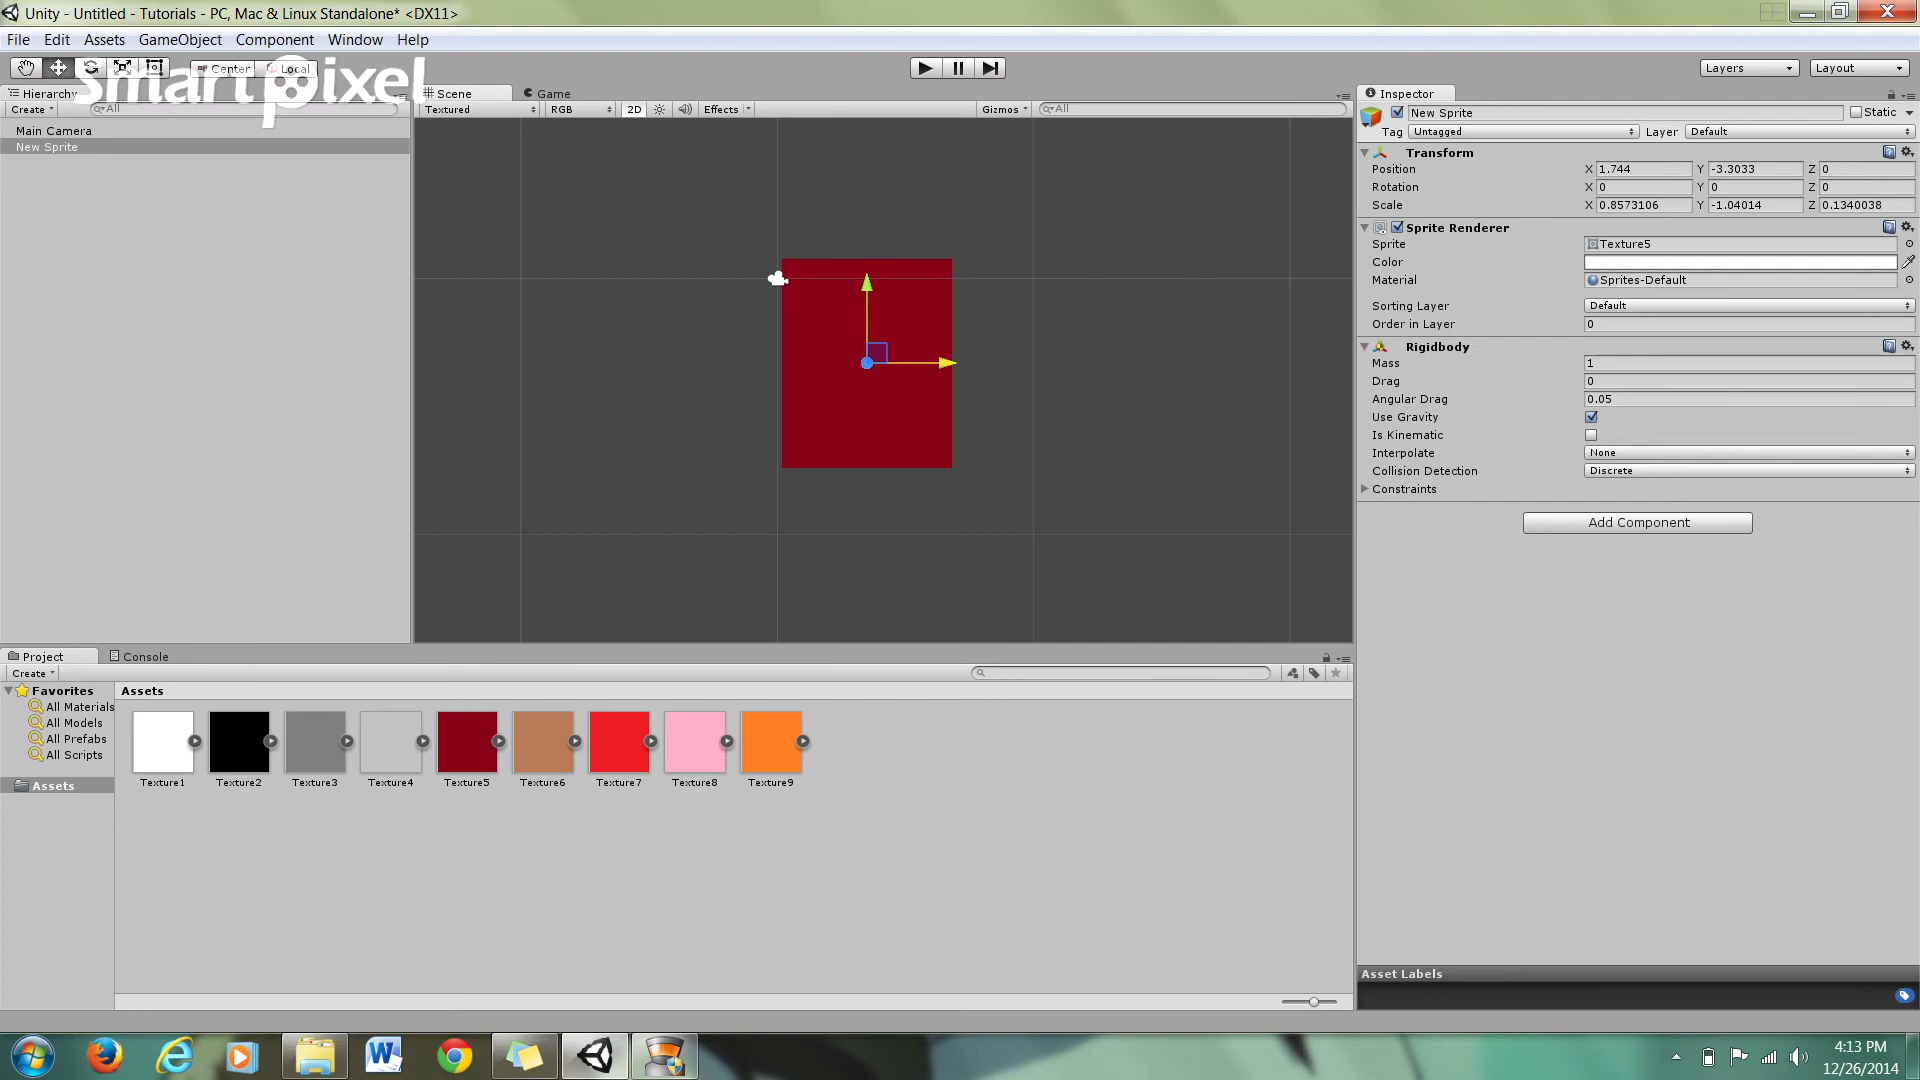 Unity - Untitled - Tutorials - PC, Mac & Linux Standalone* <DX11>
File Edit Assets GameObject Component Window Help
Center Local
smartpixel
Layers Layout
Hierarchy
Create All
Main Camera
New Sprite
Scene Game
Textured RGB 2D Effects Gizmos All
Inspector
New Sprite Static
Tag Untagged Layer Default
Transform
Position X 1.744 Y -3.3033 Z 0
Rotation X 0 Y 0 Z 0
Scale X 0.8573106 Y -1.04014 Z 0.1340038
Sprite Renderer
Sprite Texture5
Color
Material Sprites-Default
Sorting Layer Default
Order in Layer 0
Rigidbody
Mass 1
Drag 0
Angular Drag 0.05
Use Gravity
Is Kinematic
Interpolate None
Collision Detection Discrete
Constraints
Add Component
Project Console
Create
Favorites
All Materials
All Models
All Prefabs
All Scripts
Assets
Assets
Texture1 Texture2 Texture3 Texture4 Texture5 Texture6 Texture7 Texture8 Texture9
Asset Labels
4:13 PM
12/26/2014